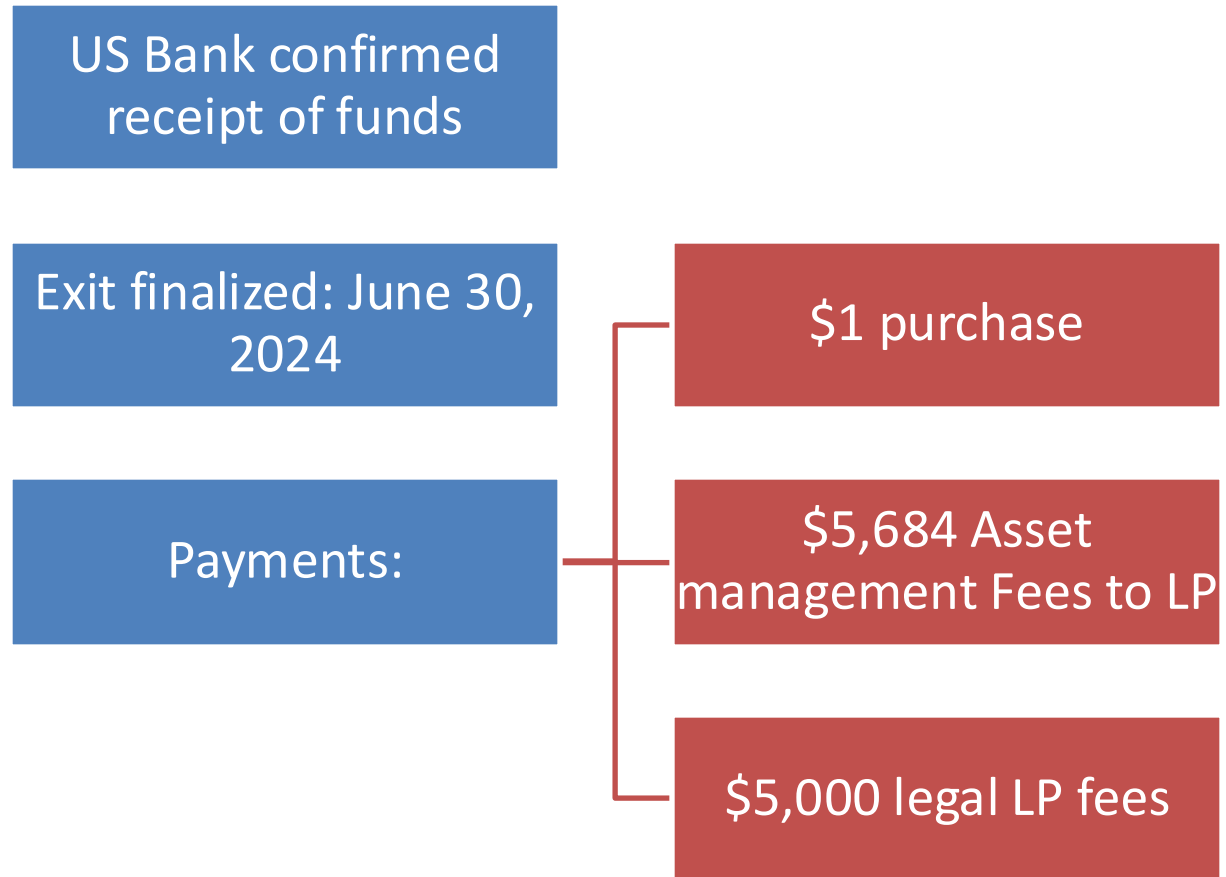 US Bank confirmed
receipt of funds
Exit finalized: June 30,
2024
Payments:
$1 purchase
$5,684 Asset
management Fees to LP
$5,000 legal LP fees